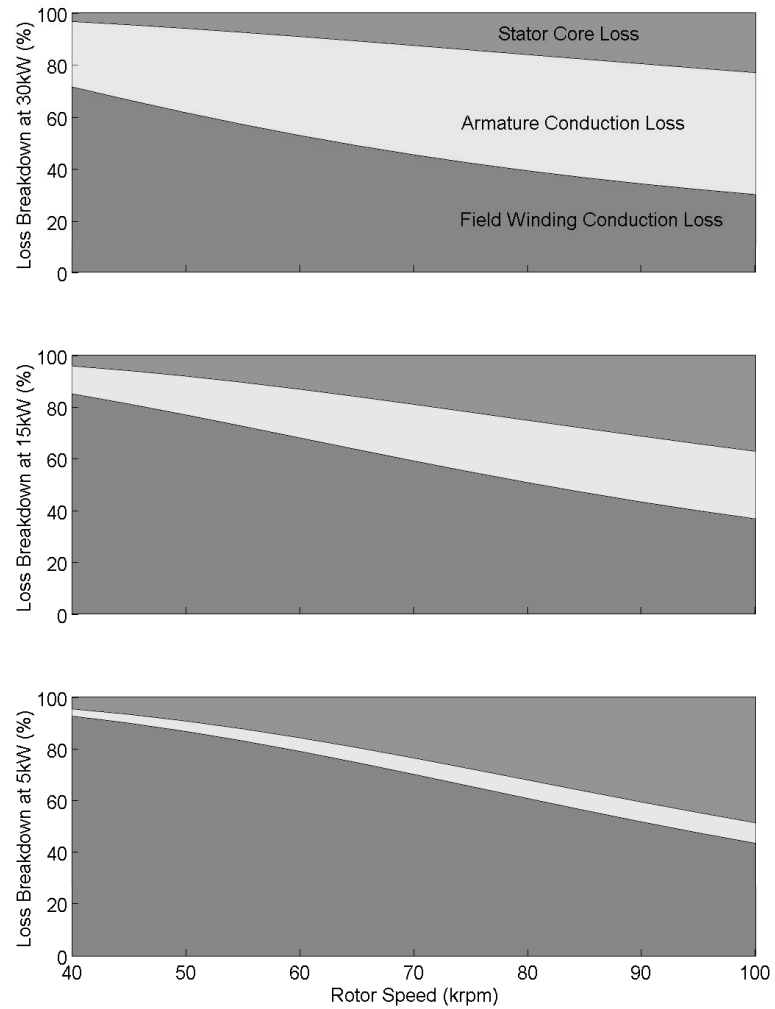 Loss Breakdown at 30kW (%)
100
80
60
40
20
0
Stator Core Loss
Armature Conduction Loss
Field Winding Conduction Loss
Loss Breakdown at 15kW (%)
100
80
60
40
20
0
Loss Breakdown at 5kW (%)
100
80
60
40
20
0
40 50 60 70 80 90 100
Rotor Speed (krpm)